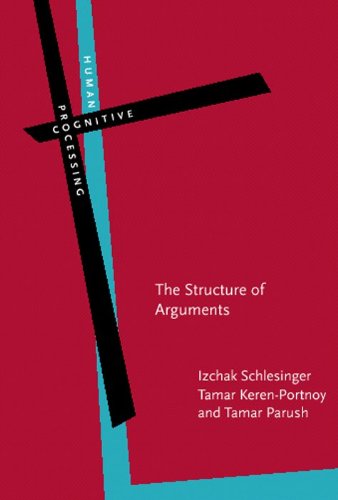 HUMAN
COGNITIVE
PROCESSING
The Structure of
Arguments
Izchak Schlesinger
Tamar Keren-Portnoy
and Tamar Parush